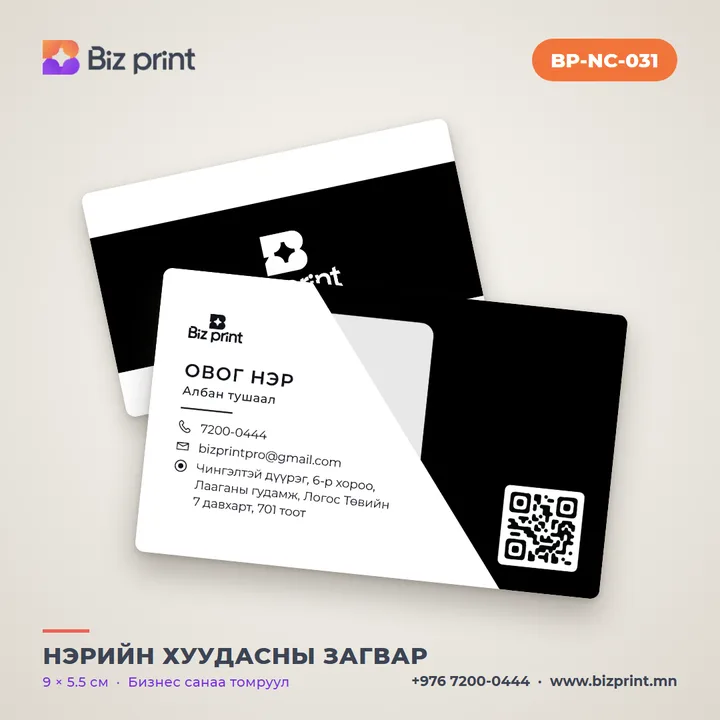 Biz print
BP-NC-031
Biz print
ОВОГ НЭР
Албан тушаал
7200-0444
bizprintpro@gmail.com
Чингэлтэй дүүрэг, 6-р хороо,
Лааганы гудамж, Логос Төвийн
7 давхарт, 701 тоот
НЭРИЙН ХУУДАСНЫ ЗАГВАР
9 × 5.5 см · Бизнес санаа томруул
+976 7200-0444 · www.bizprint.mn